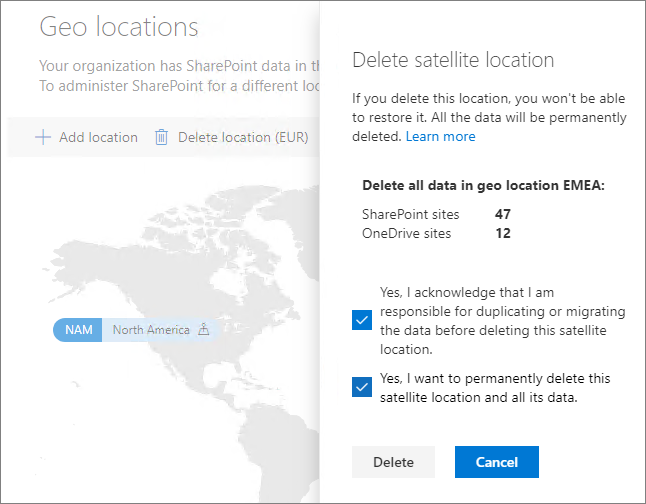 Geo locations
Your organization has SharePoint data in th
To administer SharePoint for a different loc
Add location
Delete location (EUR)
NAM
North America
Delete satellite location
If you delete this location, you won't be able
to restore it. All the data will be permanently
deleted. Learn more
Delete all data in geo location EMEA:
SharePoint sites 47
OneDrive sites 12
Yes, I acknowledge that I am
responsible for duplicating or migrating
the data before deleting this satellite
location.
Yes, I want to permanently delete this
satellite location and all its data.
Delete
Cancel